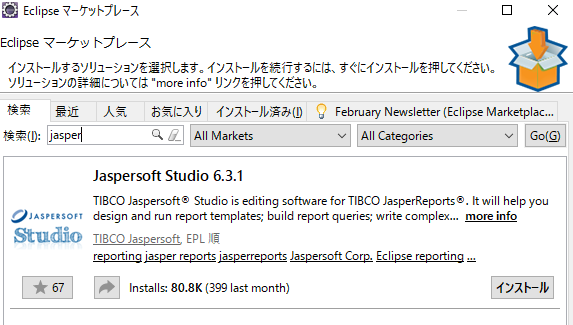 Eclipse マーケットプレース
Eclipse マーケットプレース
インストールするソリューションを選択します。インストールを続行するには、すぐにインストールを押してください。
ソリューションの詳細については "more info" リンクを押してください。
検索 最近 人気 お気に入り インストール済み(I) February Newsletter (Eclipse Marketplac...
検索(I): jasper All Markets All Categories Go(G)
Jaspersoft Studio 6.3.1
TIBCO Jaspersoft® Studio is editing software for TIBCO JasperReports®. It will help you
design and run report templates; build report queries; write complex... more info
JASPERSOFT
Studio
TIBCO Jaspersoft, EPL 順
reporting jasper reports jasperreports Jaspersoft Corp. Eclipse reporting ...
67 Installs: 80.8K (399 last month) インストール